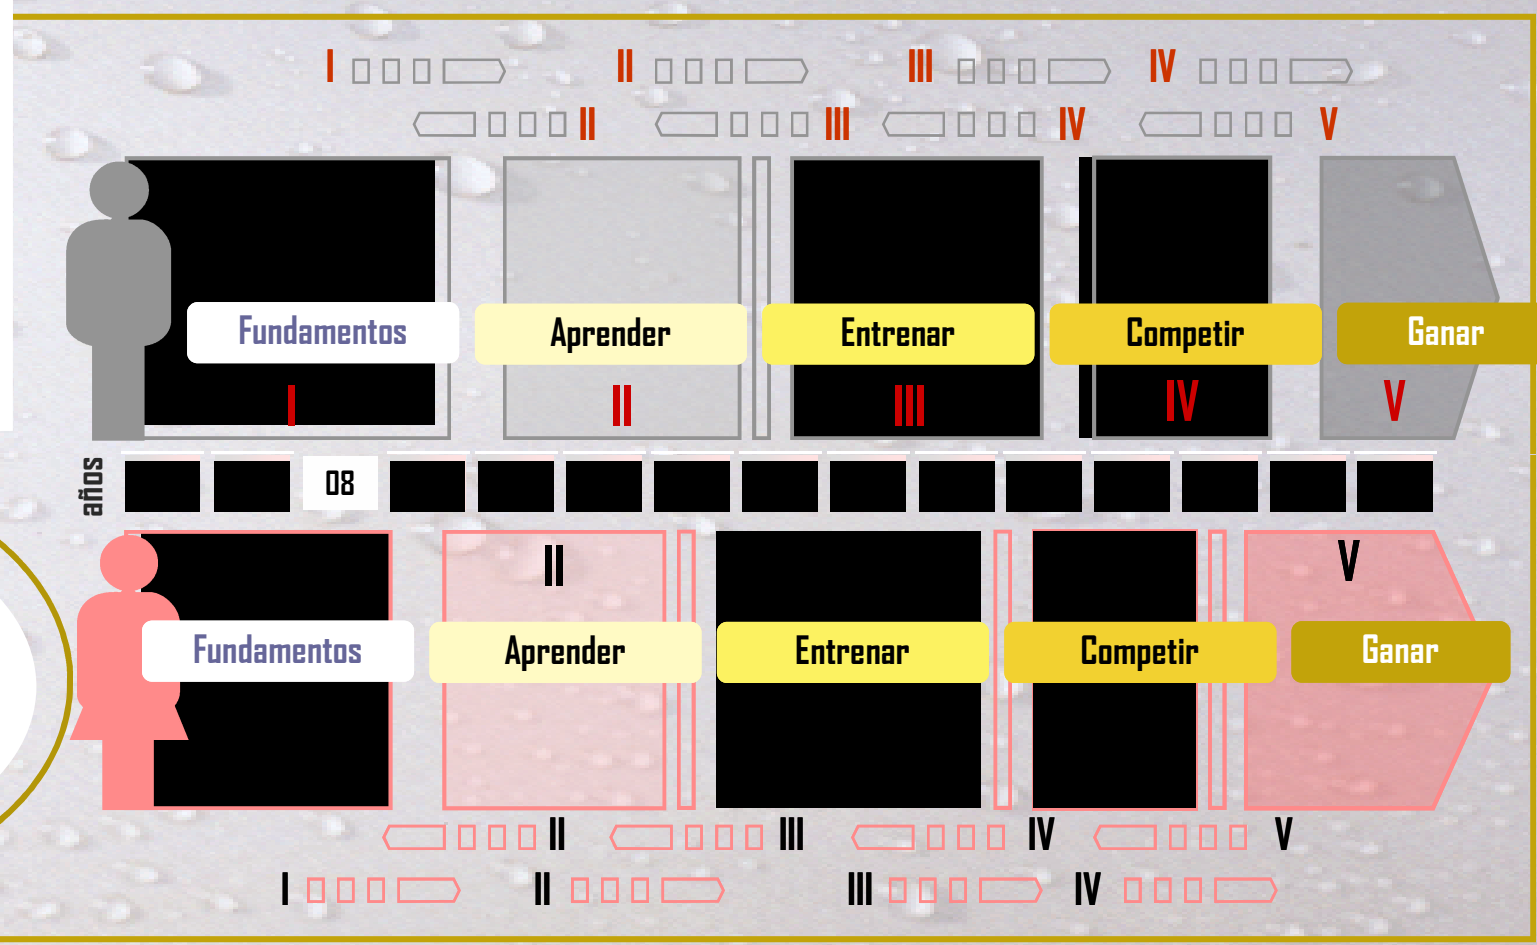 I II III IV
II III IV V
Fundamentos Aprender Entrenar Competir Ganar
I II III IV V
años 08
II V
Fundamentos Aprender Entrenar Competir Ganar
II III IV V
I II III IV